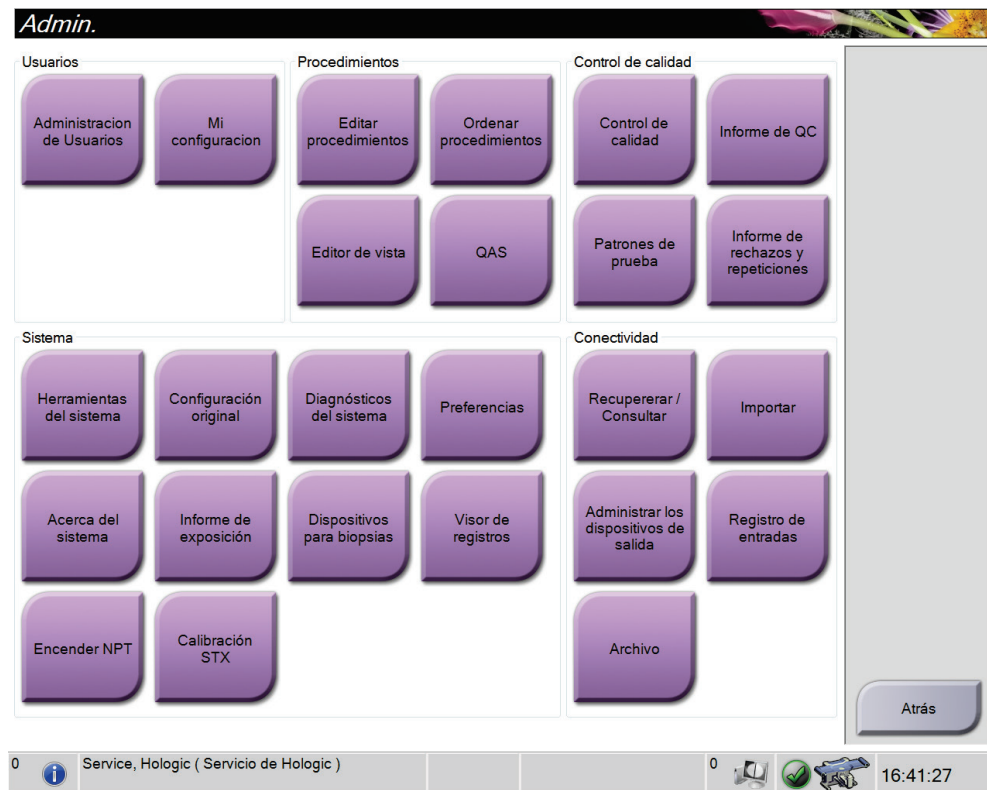 Admin.
Usuarios
Administracion
de Usuarios
Mi
configuracion
Procedimientos
Editar
procedimientos
Ordenar
procedimientos
Editor de vista
QAS
Control de calidad
Control de
calidad
Informe de QC
Patrones de
prueba
Informe de
rechazos y
repeticiones
Sistema
Herramientas
del sistema
Configuración
original
Diagnósticos
del sistema
Preferencias
Acerca del
sistema
Informe de
exposición
Dispositivos
para biopsias
Visor de
registros
Encender NPT
Calibración
STX
Conectividad
Recupererar /
Consultar
Importar
Administrar los
dispositivos de
salida
Registro de
entradas
Archivo
Atrás
0
Service, Hologic ( Servicio de Hologic )
0
16:41:27